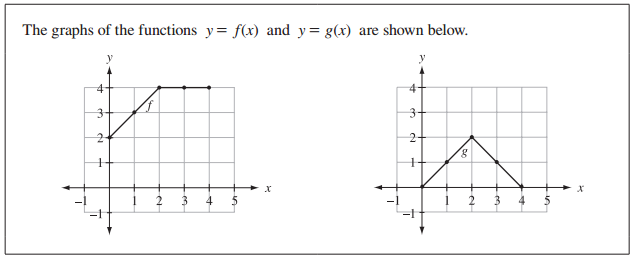 The graphs of the functions y = f(x) and y = g(x) are shown below.
y
4
3
2
1
–1
f
–1 1 2 3 4 5
x
y
4
3
2
1
–1
g
–1 1 2 3 4 5
x